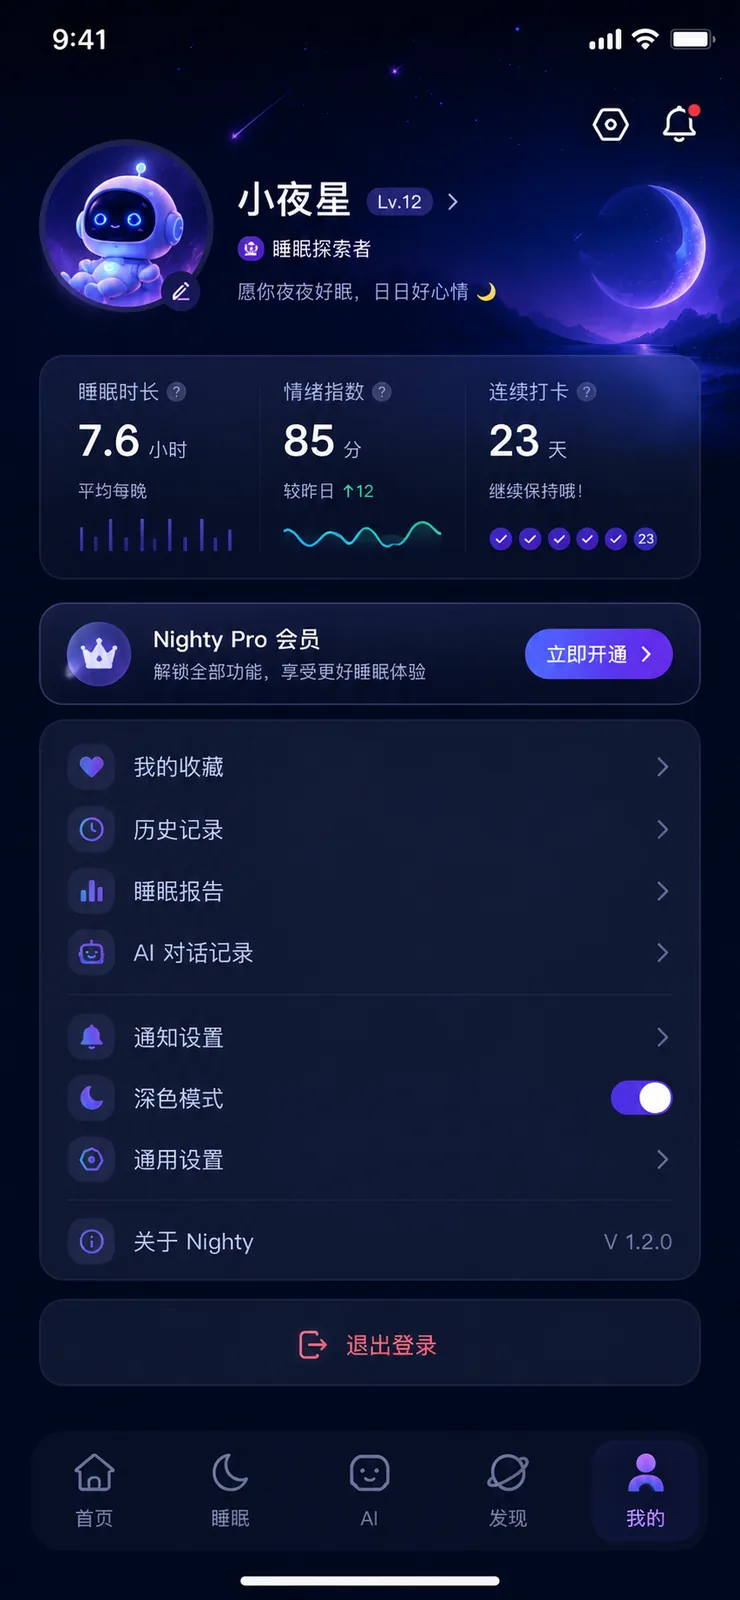 9:41
小夜星 Lv.12
睡眠探索者
愿你夜夜好眠，日日好心情🌙
睡眠时长 ?
7.6 小时
平均每晚
情绪指数 ?
85 分
较昨日 ↑12
连续打卡 ?
23 天
继续保持哦!
23
Nighty Pro 会员
解锁全部功能，享受更好睡眠体验
立即开通
我的收藏
历史记录
睡眠报告
AI 对话记录
通知设置
深色模式
通用设置
关于 Nighty V 1.2.0
退出登录
首页 睡眠 AI 发现 我的